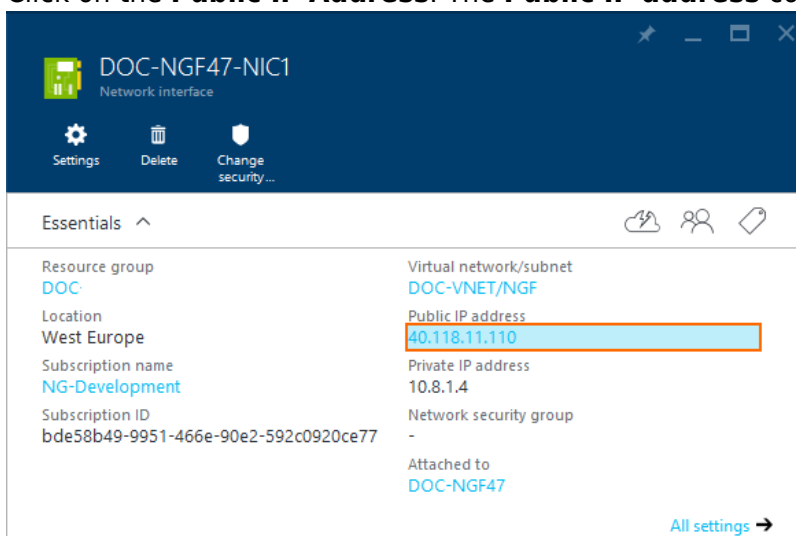 DOC-NGF47-NIC1
Network interface
Settings
Delete
Change
security...
Essentials
Resource group
DOC
Location
West Europe
Subscription name
NG-Development
Subscription ID
bde58b49-9951-466e-90e2-592c0920ce77
Virtual network/subnet
DOC-VNET/NGF
Public IP address
40.118.11.110
Private IP address
10.8.1.4
Network security group
-
Attached to
DOC-NGF47
All settings →